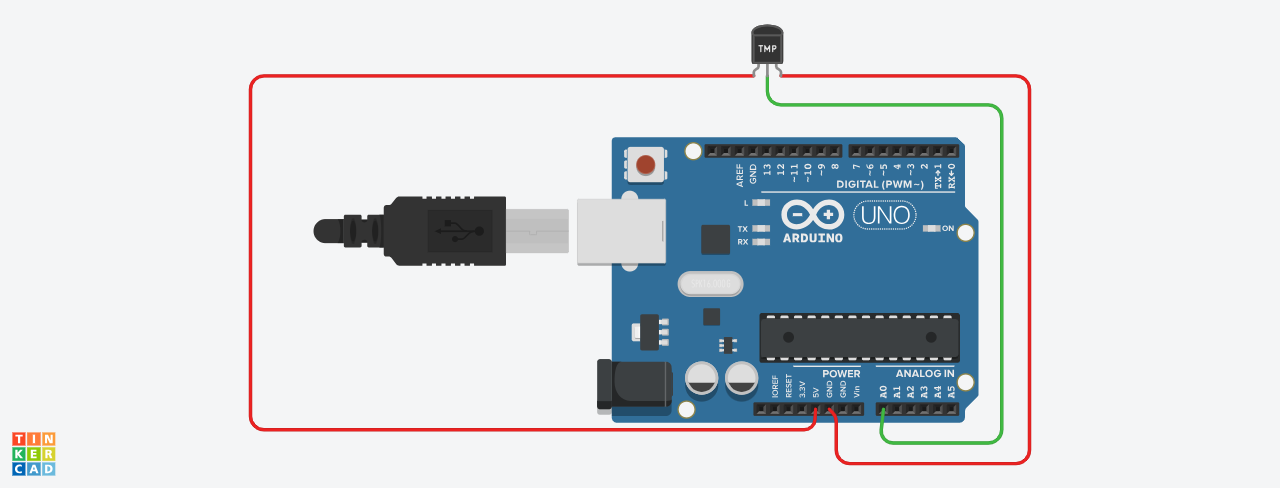 TMP
AREF
GND
13
12
~11
~10
~9
8
7
~6
~5
4
~3
2
TX→1
RX←0
DIGITAL (PWM~)
L
TX
RX
ARDUINO
UNO
ON
POWER
ANALOG IN
IOREF
RESET
3.3V
5V
GND
GND
Vin
A0
A1
A2
A3
A4
A5
TIN
KER
CAD